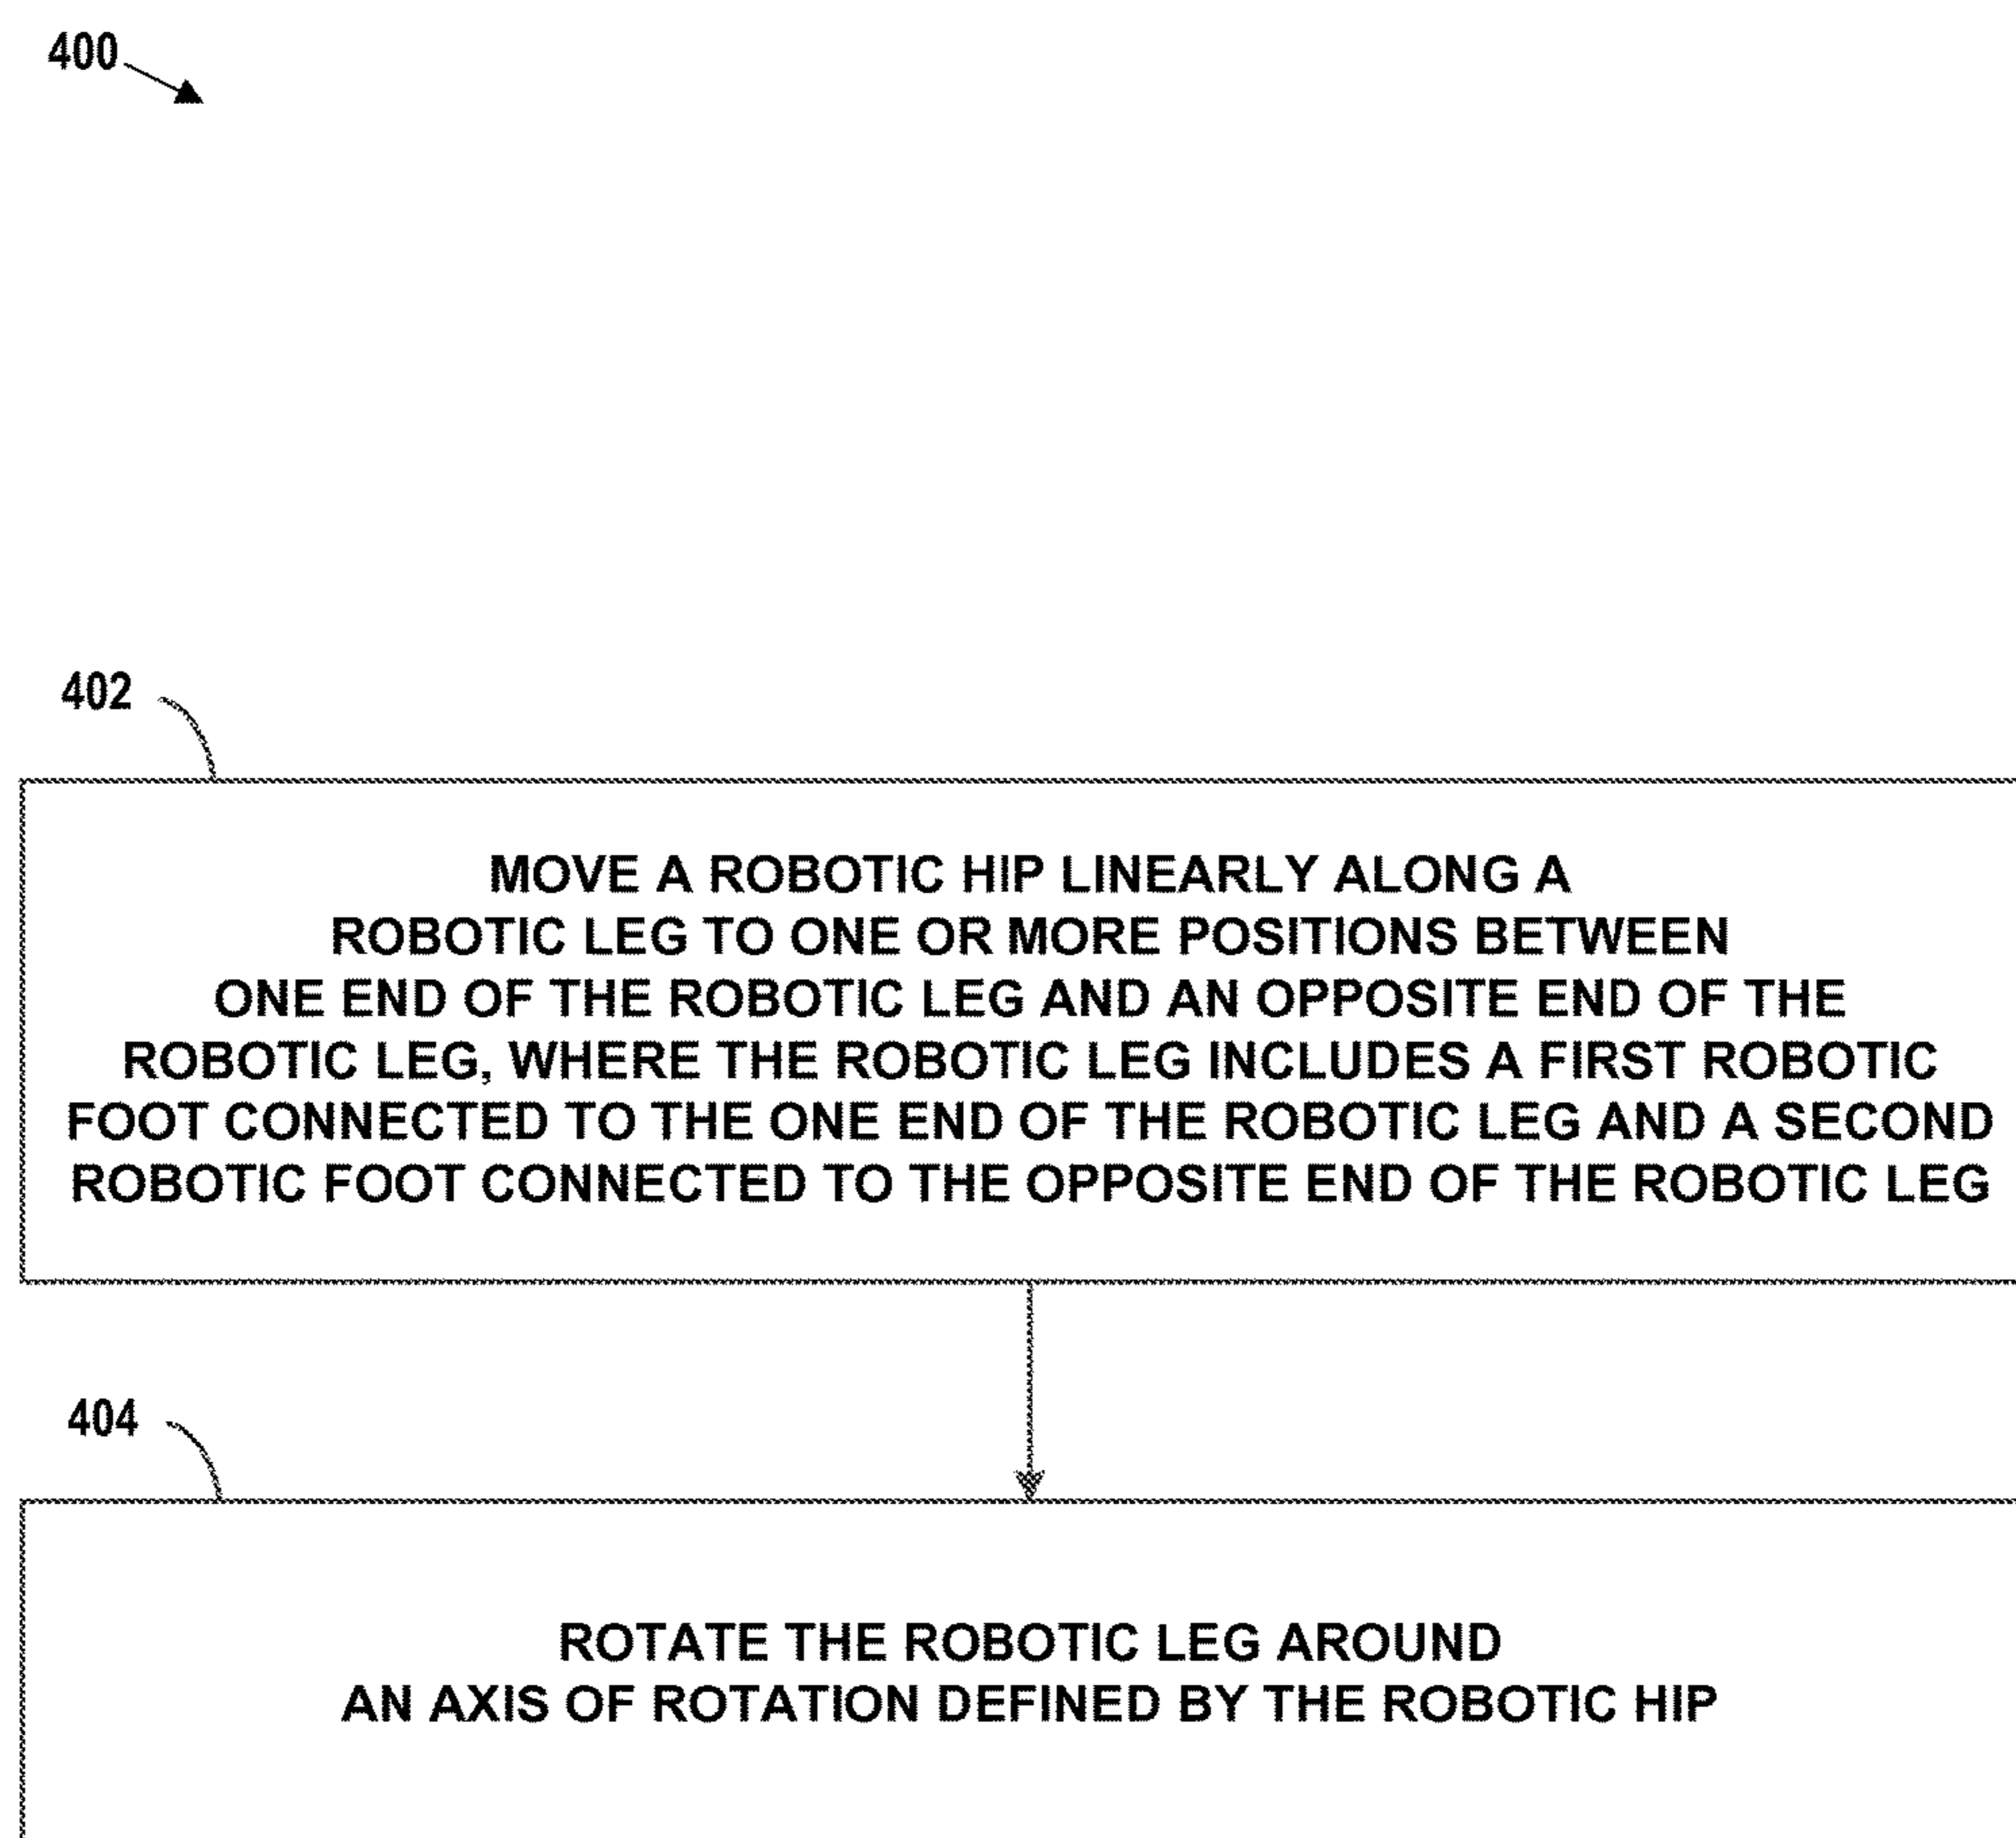 400
402
MOVE A ROBOTIC HIP LINEARLY ALONG A
ROBOTIC LEG TO ONE OR MORE POSITIONS BETWEEN
ONE END OF THE ROBOTIC LEG AND AN OPPOSITE END OF THE
ROBOTIC LEG, WHERE THE ROBOTIC LEG INCLUDES A FIRST ROBOTIC
FOOT CONNECTED TO THE ONE END OF THE ROBOTIC LEG AND A SECOND
ROBOTIC FOOT CONNECTED TO THE OPPOSITE END OF THE ROBOTIC LEG
404
ROTATE THE ROBOTIC LEG AROUND
AN AXIS OF ROTATION DEFINED BY THE ROBOTIC HIP